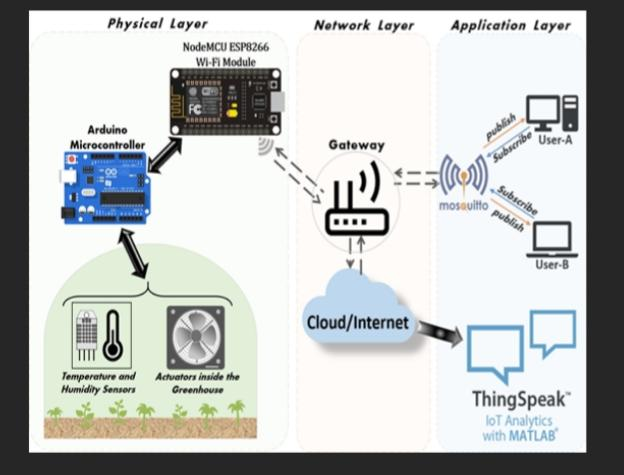 Physical Layer
Network Layer
Application Layer
NodeMCU ESP8266
Wi-Fi Module
Arduino
Microcontroller
Gateway
publish
Subscribe
User-A
mosquitto
Subscribe
publish
User-B
Cloud/Internet
Temperature and
Humidity Sensors
Actuators inside the
Greenhouse
ThingSpeak™
IoT Analytics
with MATLAB®